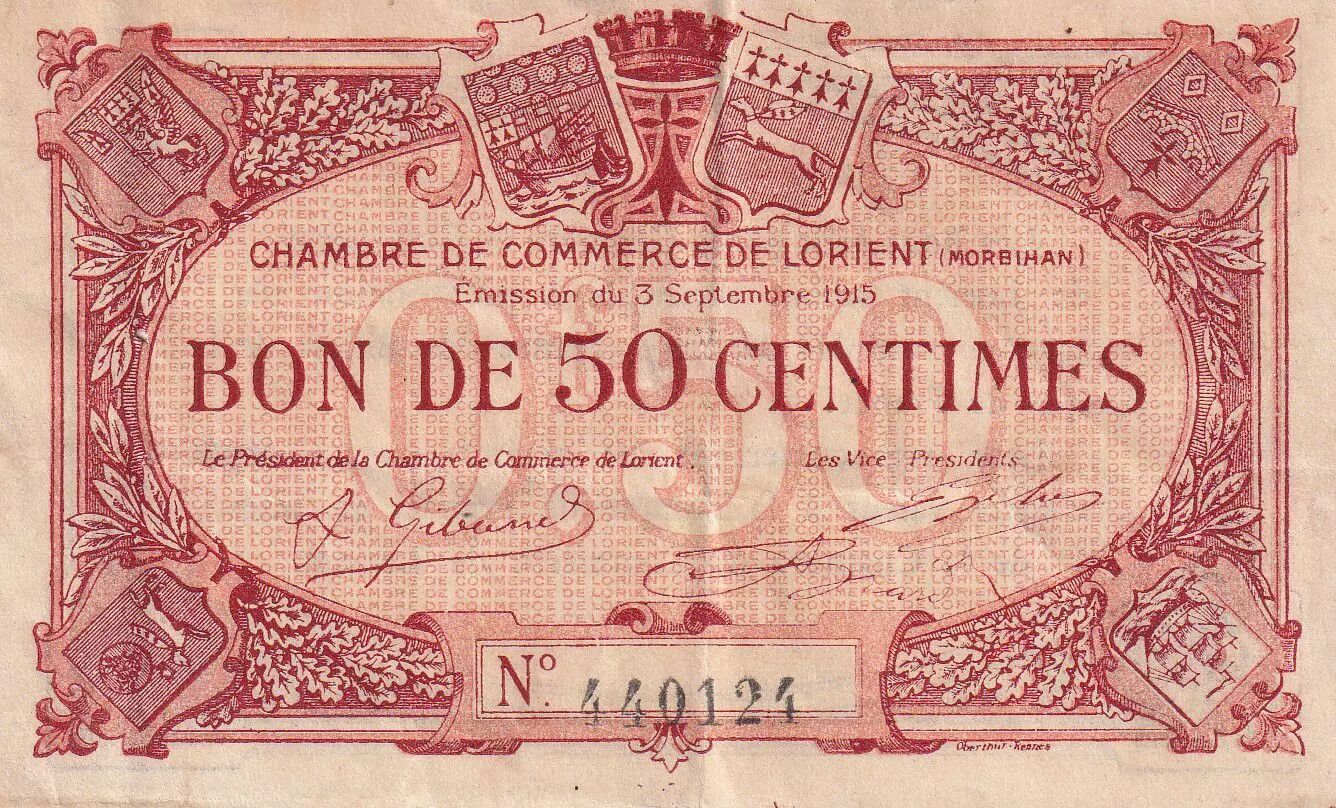 CHAMBRE DE COMMERCE DE LORIENT (MORBIHAN)
Émission du 3 Septembre 1915
0,50
BON DE 50 CENTIMES
Le Président de la Chambre de Commerce de Lorient. Les Vice-Présidents
Nº. 440124
Oberthur-Rennes